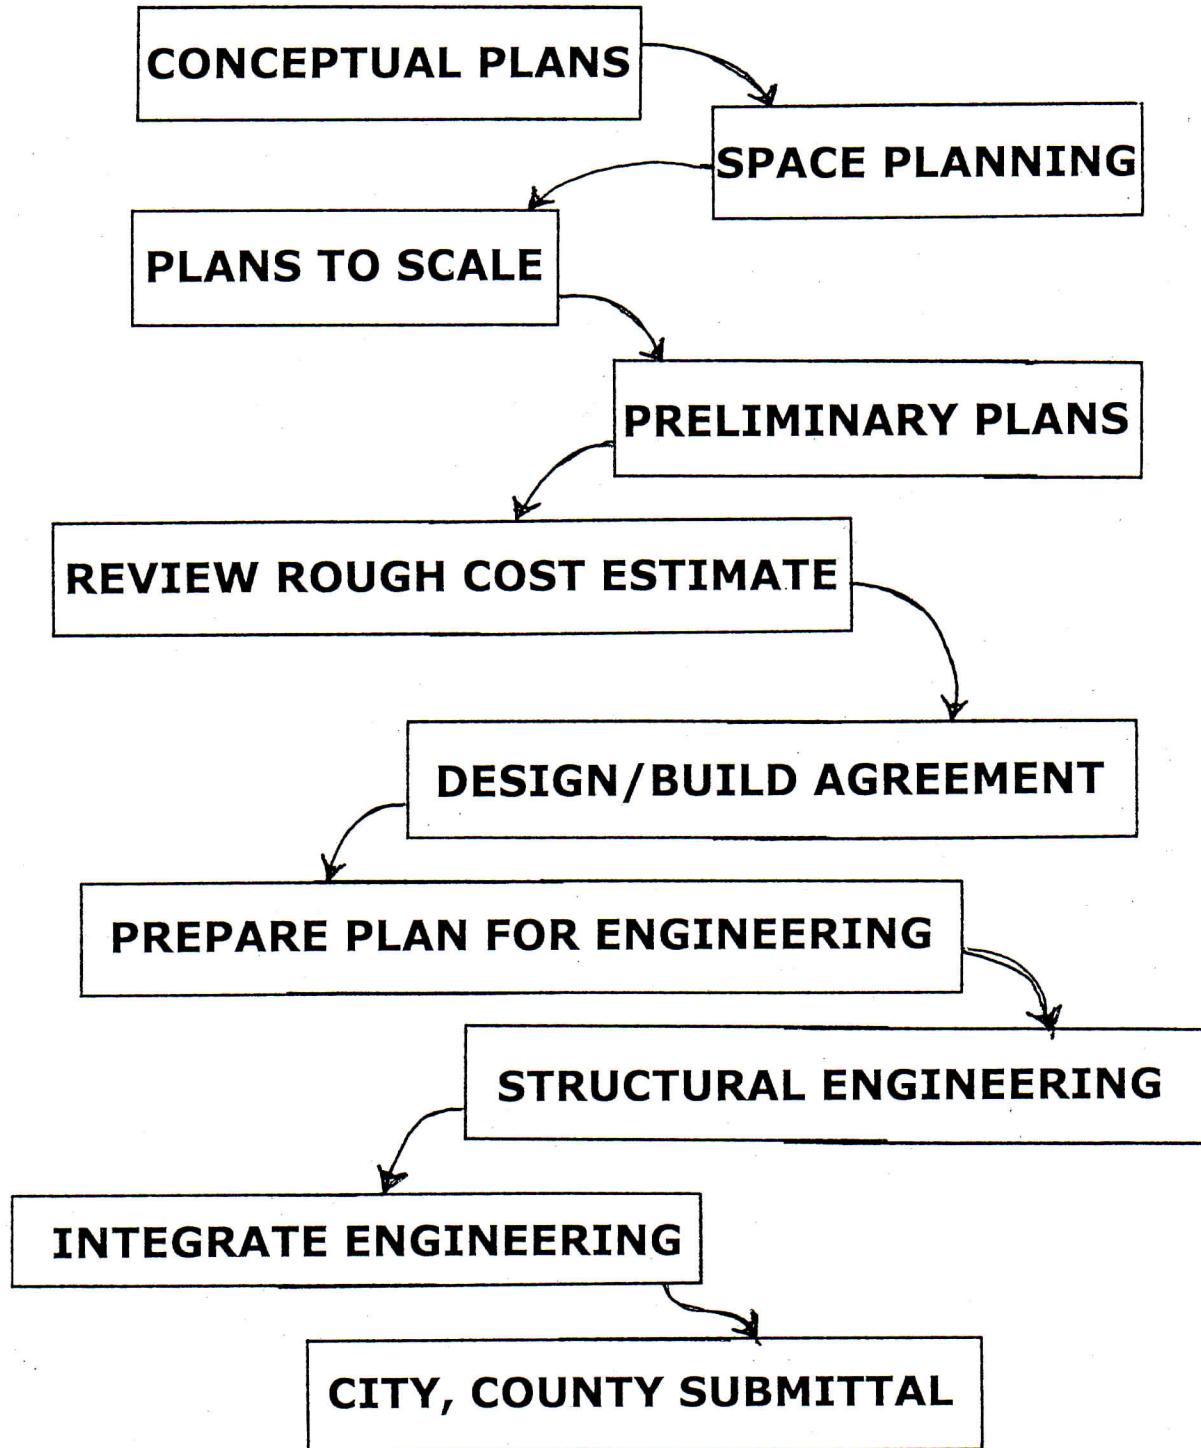 CONCEPTUAL PLANS
SPACE PLANNING
PLANS TO SCALE
PRELIMINARY PLANS
REVIEW ROUGH COST ESTIMATE
DESIGN/BUILD AGREEMENT
PREPARE PLAN FOR ENGINEERING
STRUCTURAL ENGINEERING
INTEGRATE ENGINEERING
CITY, COUNTY SUBMITTAL